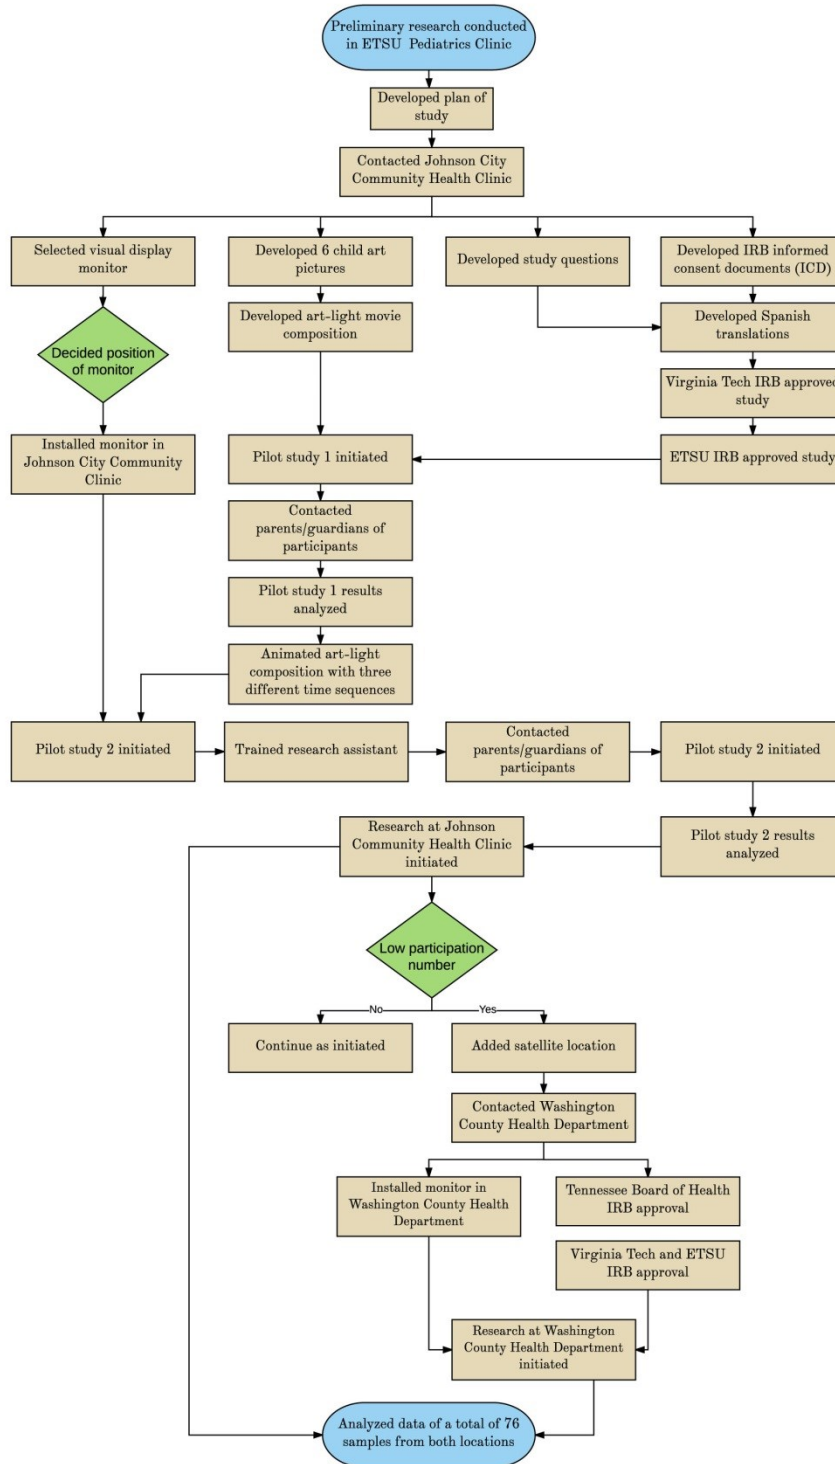 Preliminary research conducted
in ETSU Pediatrics Clinic
Developed plan of
study
Contacted Johnson City
Community Health Clinic
Selected visual display
monitor
Developed 6 child art
pictures
Developed study questions
Developed IRB informed
consent documents (ICD)
Decided position
of monitor
Developed art-light movie
composition
Developed Spanish
translations
Virginia Tech IRB approved
study
Installed monitor in
Johnson City Community
Clinic
Pilot study 1 initiated
ETSU IRB approved study
Contacted
parents/guardians of
participants
Pilot study 1 results
analyzed
Animated art-light
composition with three
different time sequences
Pilot study 2 initiated
Trained research assistant
Contacted
parents/guardians of
participants
Pilot study 2 initiated
Pilot study 2 results
analyzed
Research at Johnson
Community Health Clinic
initiated
Low participation
number
No
Yes
Continue as initiated
Added satellite location
Contacted Washington
County Health Department
Installed monitor in
Washington County Health
Department
Tennessee Board of Health
IRB approval
Virginia Tech and ETSU
IRB approval
Research at Washington
County Health Department
initiated
Analyzed data of a total of 76
samples from both locations